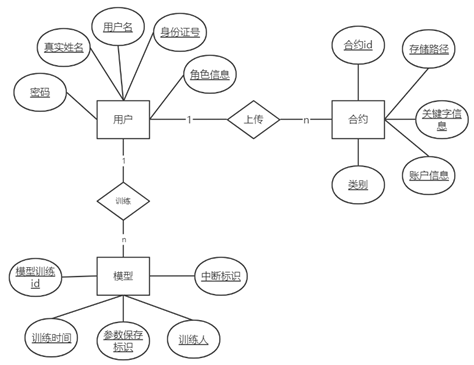 用户名
身份证号
真实姓名
角色信息
密码
合约id
存储路径
用户
1
上传
n
合约
关键字信
息
类别
账户信息
1
训练
n
模型训练
id
模型
中断标识
训练时间
参数保存
标识
训练人